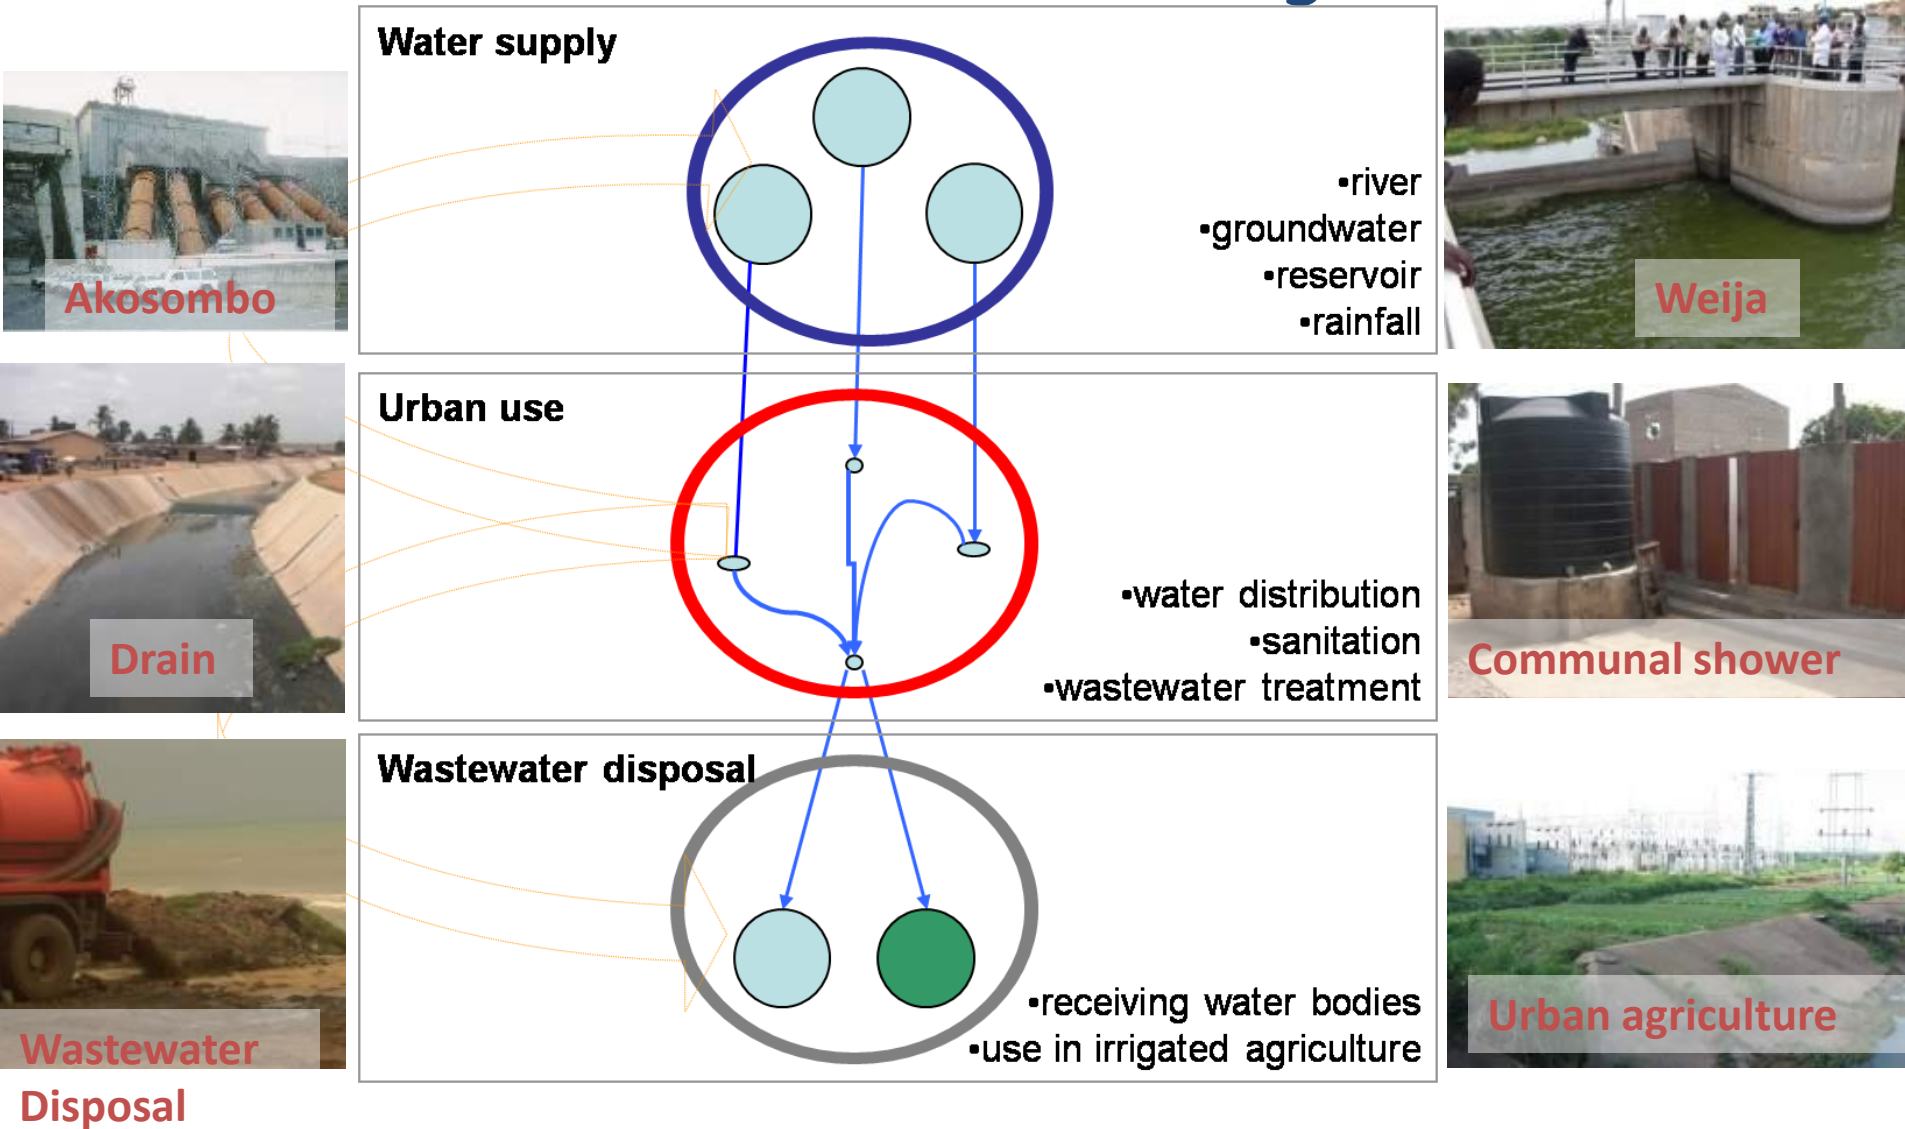 Water supply
•river
•groundwater
•reservoir
•rainfall
Akosombo
Weija
Urban use
•water distribution
•sanitation
•wastewater treatment
Drain
Communal shower
Wastewater disposal
•receiving water bodies
•use in irrigated agriculture
Wastewater
Disposal
Urban agriculture